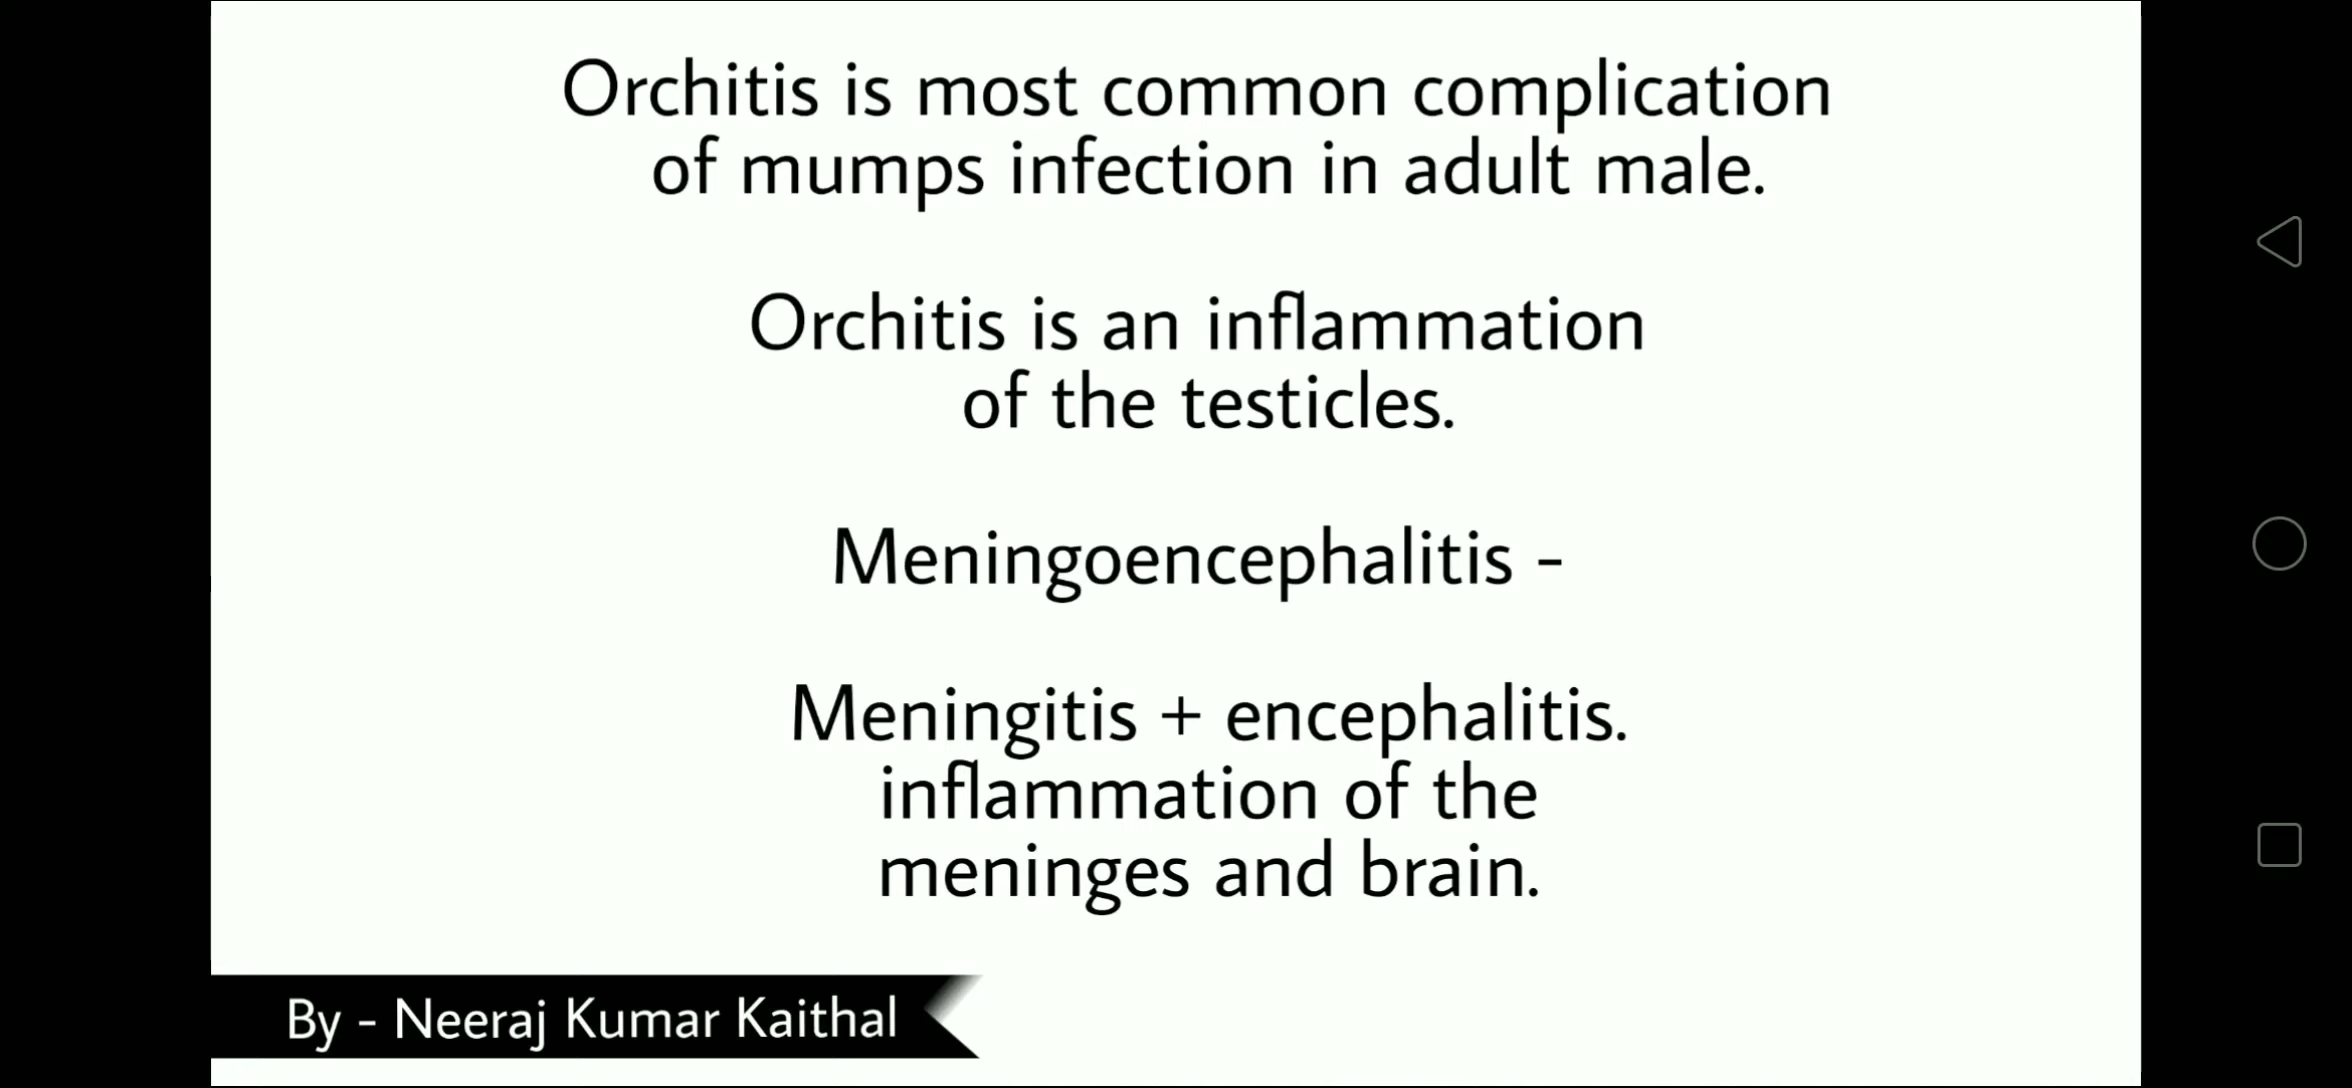 Orchitis is most common complication
of mumps infection in adult male.
Orchitis is an inflammation
of the testicles.
Meningoencephalitis -
Meningitis + encephalitis.
inflammation of the
meninges and brain.
By - Neeraj Kumar Kaithal